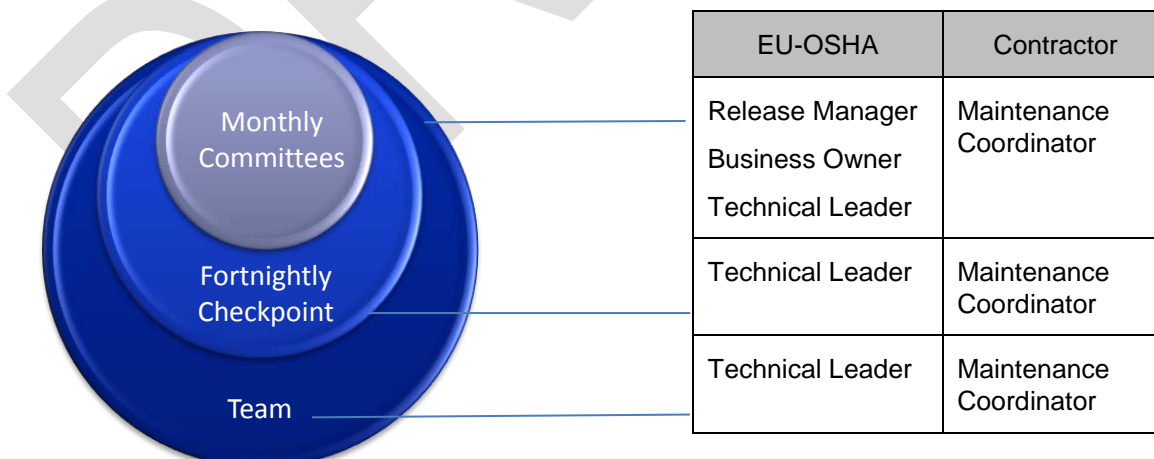 Monthly
Committees
Fortnightly
Checkpoint
Team
EU-OSHA
Contractor
Release Manager
Business Owner
Technical Leader
Maintenance
Coordinator
Technical Leader
Maintenance
Coordinator
Technical Leader
Maintenance
Coordinator